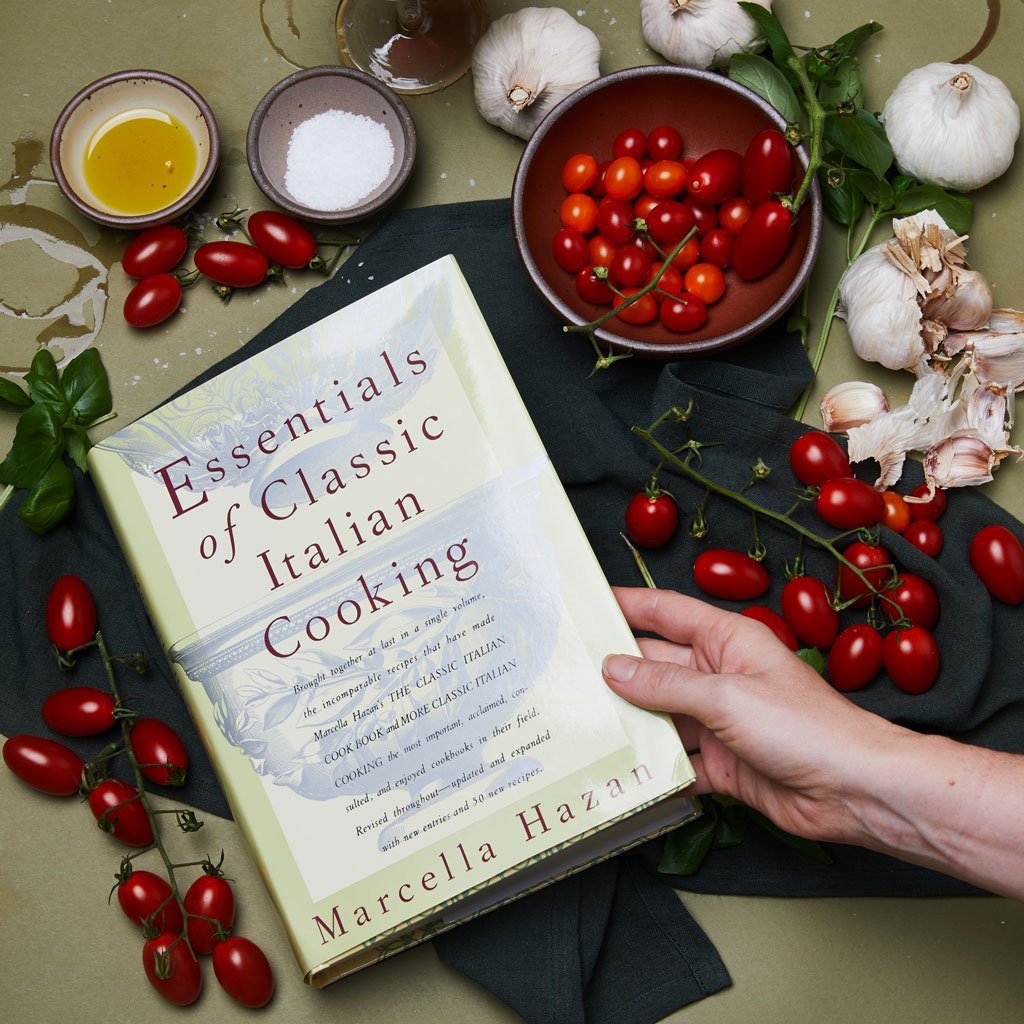 Essentials
of Classic
Italian
Cooking
Brought together at last in a single volume,
the incomparable recipes that have made
Marcella Hazan's THE CLASSIC ITALIAN
COOK BOOK and MORE CLASSIC ITALIAN
COOKING the most important, acclaimed, con-
sulted, and enjoyed cookbooks in their field.
Revised throughout—updated and expanded
with new entries and 50 new recipes.
Marcella Hazan